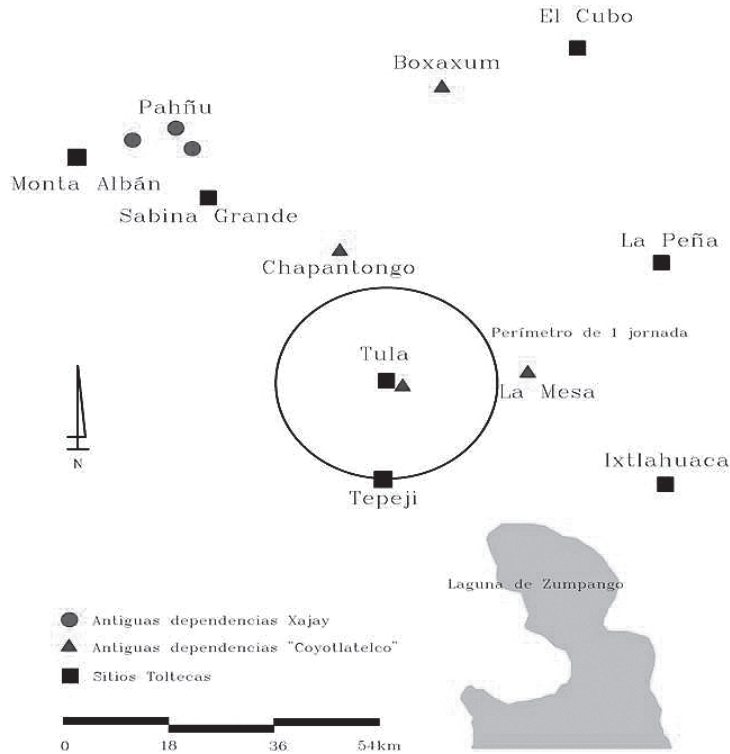 El Cubo
Boxaxum
Pahñu
Monta Albán
Sabina Grande
La Peña
Chapantongo
Perímetro de 1 jornada
Tula
La Mesa
N
Ixtlahuaca
Tepeji
Laguna de Zumpango
Antiguas dependencias Xajay
Antiguas dependencias "Coyotlatelco"
Sitios Toltecas
0 18 36 54km